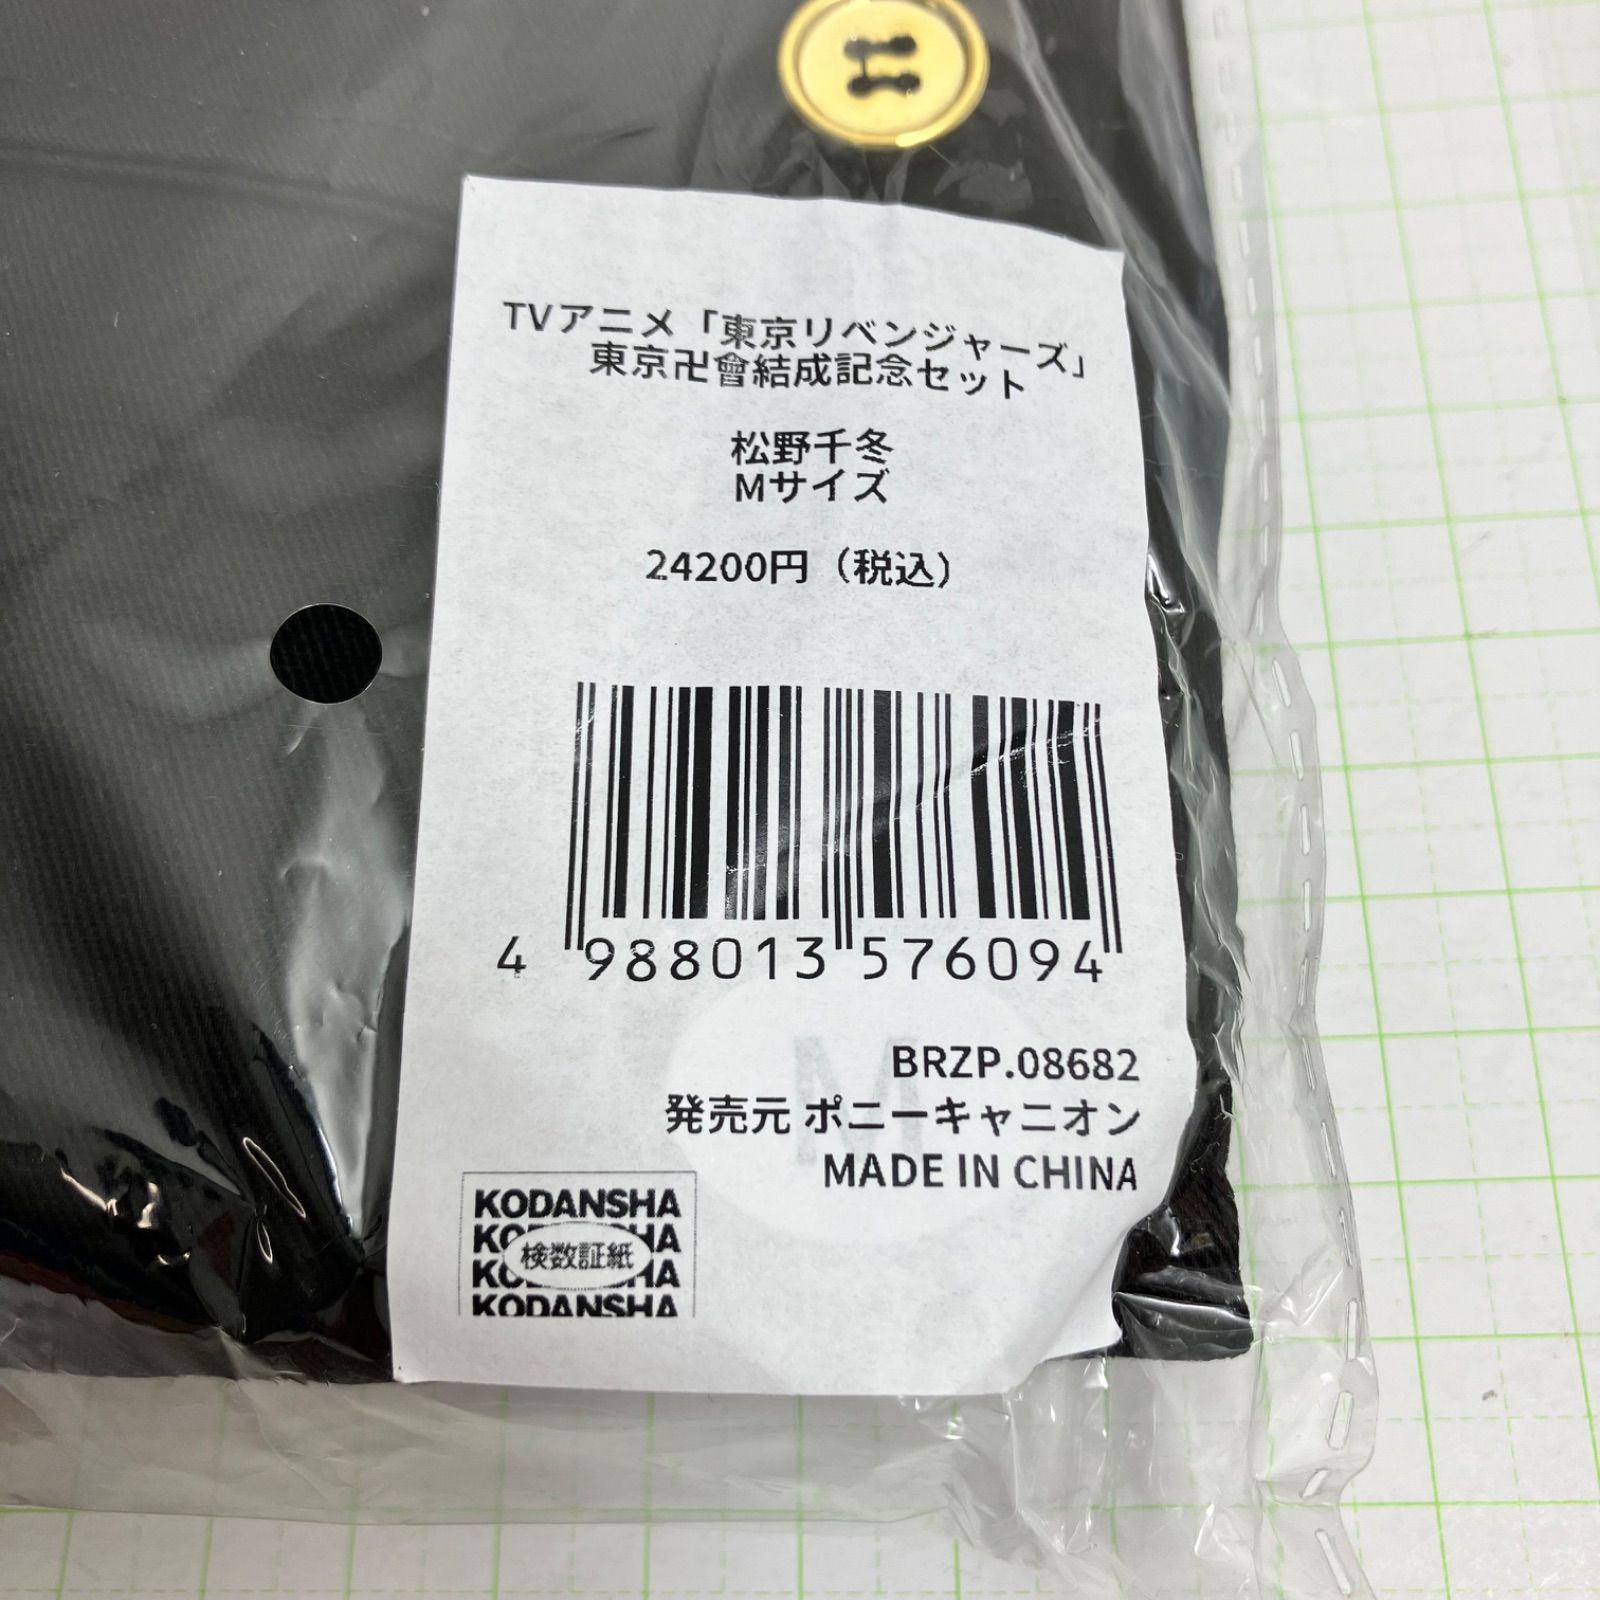 TVアニメ「東京リベンジャーズ」
東京卍會結成記念セット
松野千冬
Mサイズ
24200円（税込）
4 988013 576094
M
BRZP.08682
発売元 ポニーキャニオン
MADE IN CHINA
KODANSHA
KODANSHA
検数証紙
KODANSHA
KODANSHA